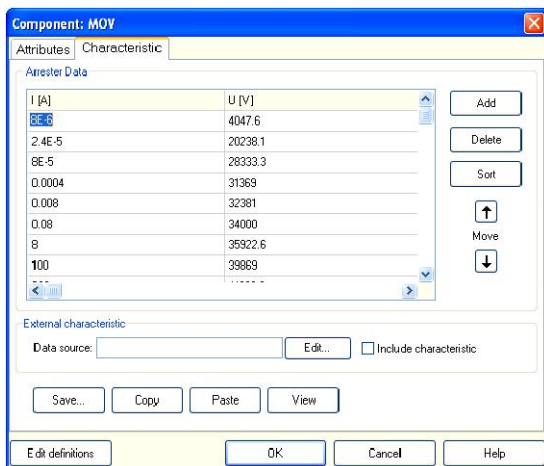 Component: MOV
Attributes Characteristic
Arrester Data
I [A] U [V]
8E-6 4047.6
2.4E-5 20238.1
8E-5 28333.3
0.0004 31369
0.008 32381
0.08 34000
8 35922.6
100 39869
Add
Delete
Sort
Move
External characteristic
Data source: Edit... Include characteristic
Save... Copy Paste View
Edit definitions OK Cancel Help